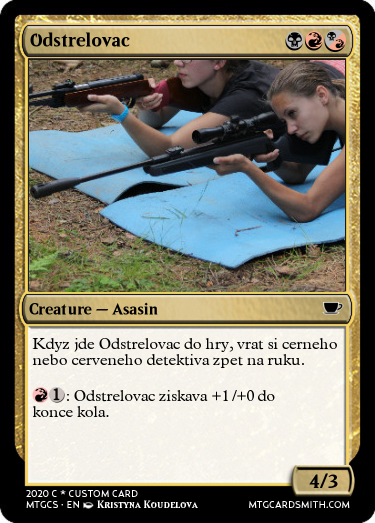 Odstrelovac
Creature — Asasin
Kdyz jde Odstrelovac do hry, vrat si cerneho
nebo cerveneho detektiva zpet na ruku.
1: Odstrelovac ziskava +1/+0 do
konce kola.
4/3
2020 C * CUSTOM CARD
MTGCS · EN KRISTYNA KOUDELOVA
MTGCARDSMITH.COM